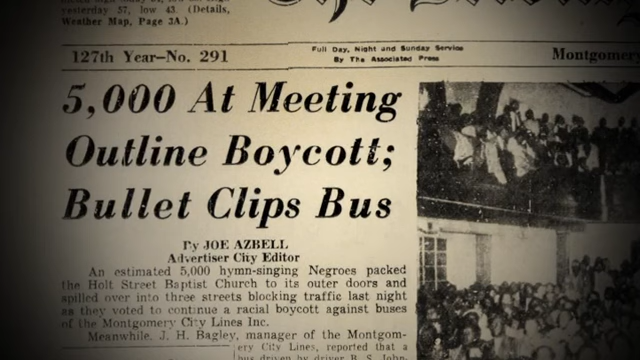 yesterday 57, low 43. (Details,
Weather Map, Page 3A.)
127th Year—No. 291
Full Day, Night and Sunday Service
By The Associated Press
Montgomery
5,000 At Meeting
Outline Boycott;
Bullet Clips Bus
By JOE AZBELL
Advertiser City Editor
An estimated 5,000 hymn-singing Negroes packed
the Holt Street Baptist Church to its outer doors and
spilled over into three streets blocking traffic last night
as they voted to continue a racial boycott against buses
of the Montgomery City Lines Inc.
Meanwhile, J. H. Bagley, manager of the Montgom-
ery City Lines, reported that a
bus driven by driver B. S. John,